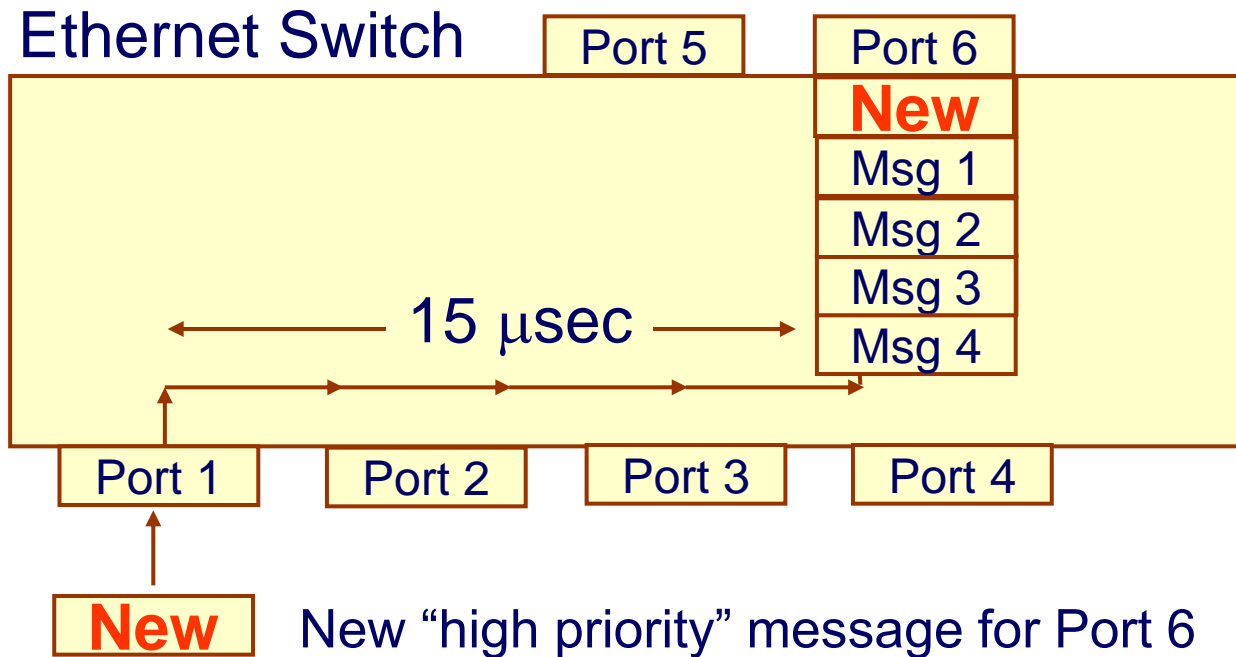 Ethernet Switch
Port 5
Port 6
New
Msg 1
Msg 2
Msg 3
Msg 4
15 µsec
Port 1
Port 2
Port 3
Port 4
New
New “high priority” message for Port 6